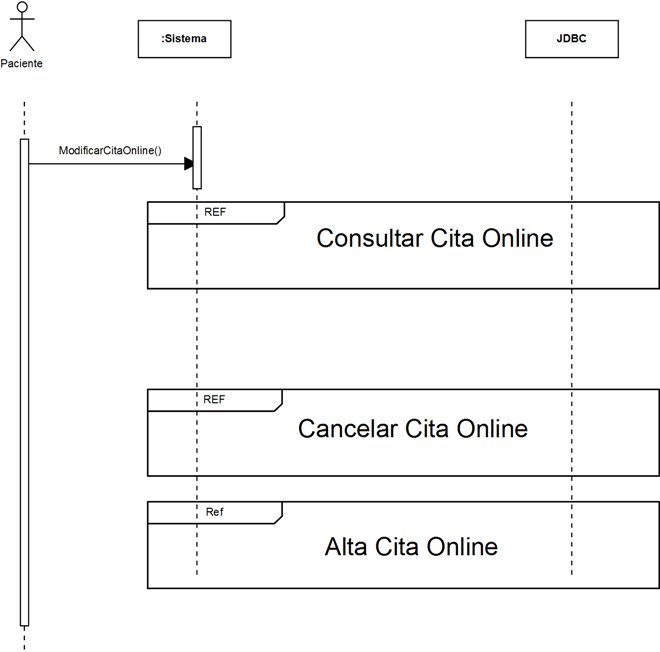 :Sistema
JDBC
Paciente
ModificarCitaOnline()
REF
Consultar Cita Online
REF
Cancelar Cita Online
Ref
Alta Cita Online